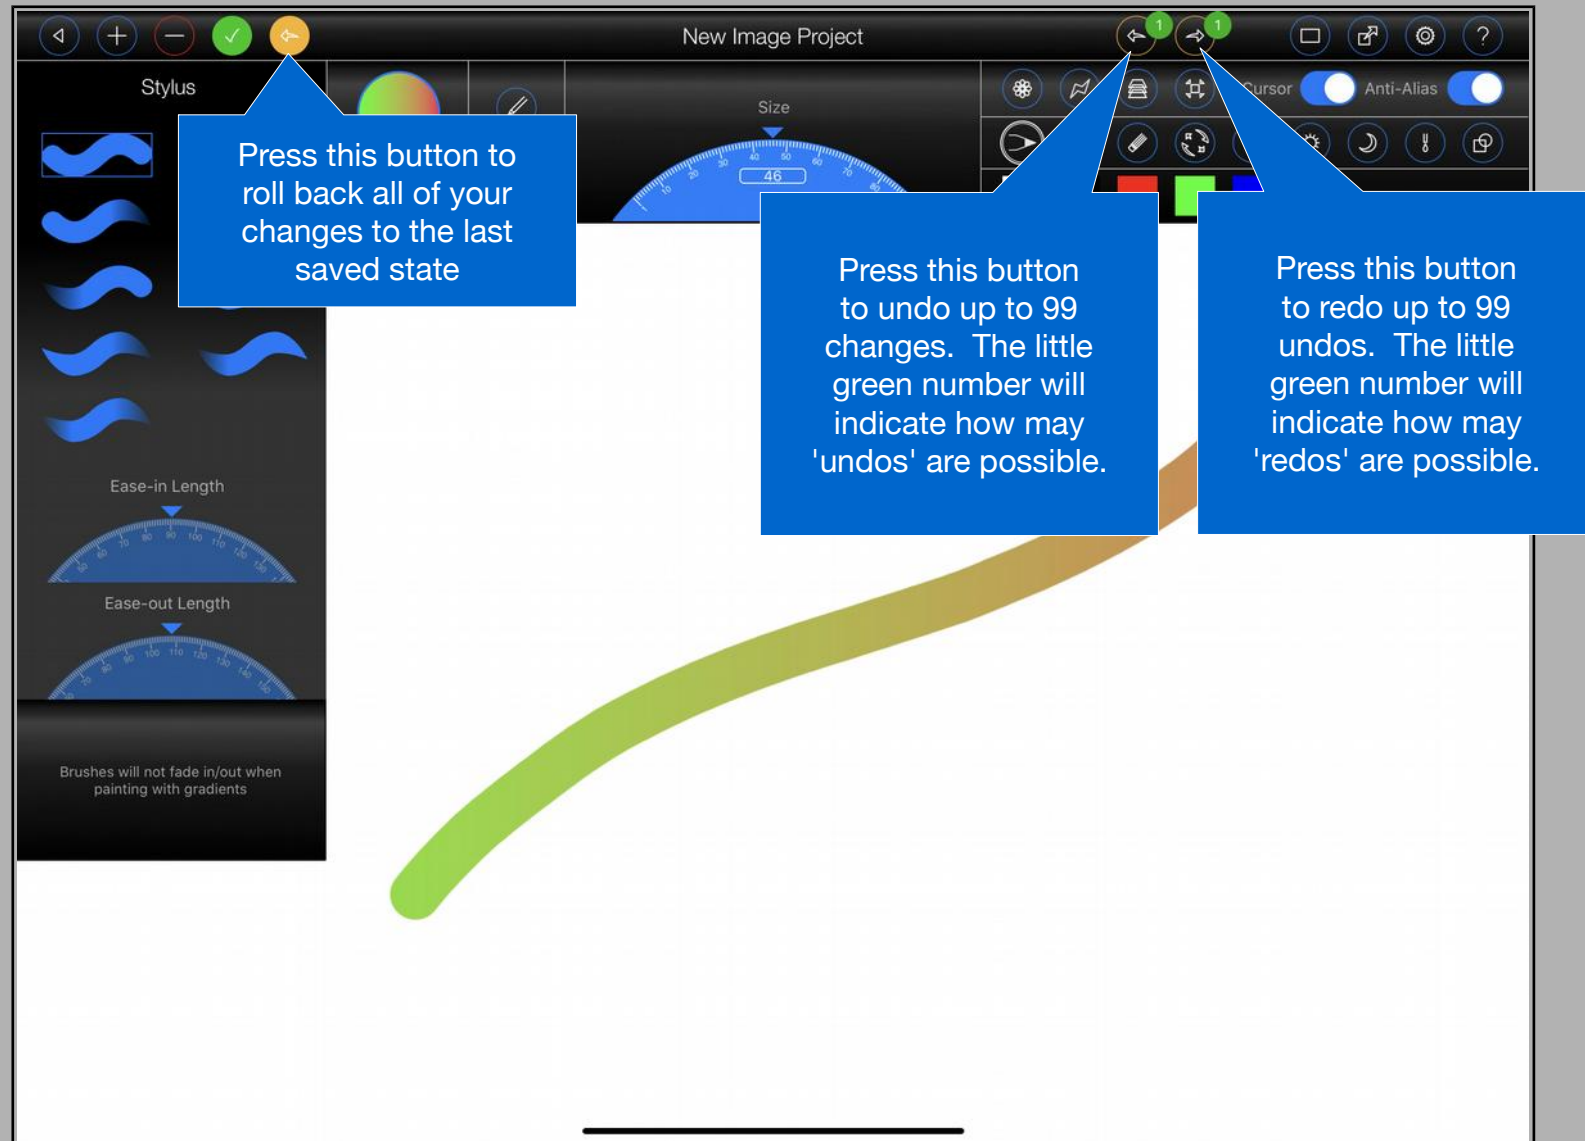 New Image Project
1
1
?
Stylus
Size
Cursor
Anti-Alias
46
Press this button to
roll back all of your
changes to the last
saved state
Press this button
to undo up to 99
changes. The little
green number will
indicate how may
'undos' are possible.
Press this button
to redo up to 99
undos. The little
green number will
indicate how may
'redos' are possible.
Ease-in Length
Ease-out Length
Brushes will not fade in/out when
painting with gradients